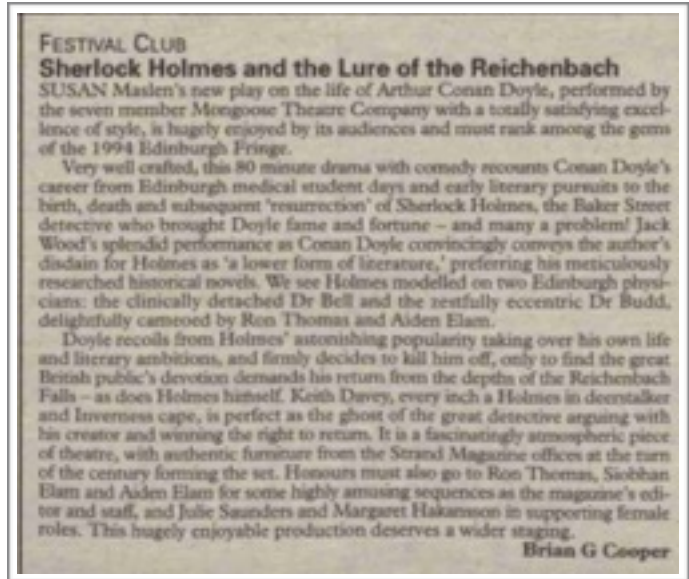 FESTIVAL CLUB
Sherlock Holmes and the Lure of the Reichenbach
SUSAN Maslen's new play on the life of Arthur Conan Doyle, performed by
the seven member Mongoose Theatre Company with a totally satisfying excel-
lence of style, is hugely enjoyed by its audiences and must rank among the gems
of the 1994 Edinburgh Fringe.
Very well crafted, this 80 minute drama with comedy recounts Conan Doyle's
career from Edinburgh medical student days and early literary pursuits to the
birth, death and subsequent 'resurrection' of Sherlock Holmes, the Baker Street
detective who brought Doyle fame and fortune – and many a problem! Jack
Wood's splendid performance as Conan Doyle convincingly conveys the author's
disdain for Holmes as 'a lower form of literature,' preferring his meticulously
researched historical novels. We see Holmes modelled on two Edinburgh physi-
cians: the clinically detached Dr Bell and the zestfully eccentric Dr Budd,
delightfully cameoed by Ron Thomas and Aiden Elam.
Doyle recoils from Holmes' astonishing popularity taking over his own life
and literary ambitions, and firmly decides to kill him off, only to find the great
British public's devotion demands his return from the depths of the Reichenbach
Falls – as does Holmes himself. Keith Davey, every inch a Holmes in deerstalker
and Inverness cape, is perfect as the ghost of the great detective arguing with
his creator and winning the right to return. It is a fascinatingly atmospheric piece
of theatre, with authentic furniture from the Strand Magazine offices at the turn
of the century forming the set. Honours must also go to Ron Thomas, Siobhan
Elam and Aiden Elam for some highly amusing sequences as the magazine's edi-
tor and staff, and Julie Saunders and Margaret Hakansson in supporting female
roles. This hugely enjoyable production deserves a wider staging.
Brian G Cooper